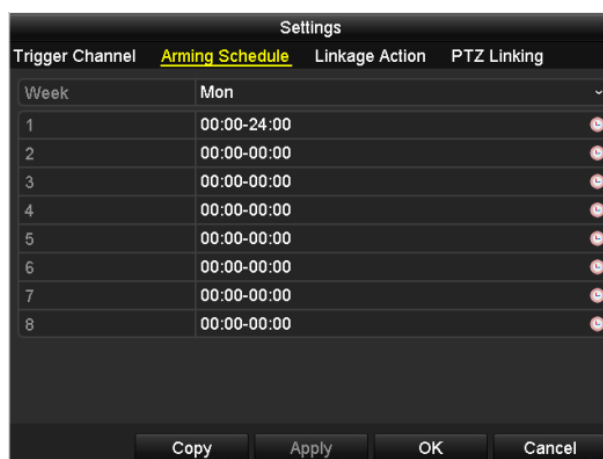 Settings
Trigger Channel Arming Schedule Linkage Action PTZ Linking
Week Mon
1 00:00-24:00
2 00:00-00:00
3 00:00-00:00
4 00:00-00:00
5 00:00-00:00
6 00:00-00:00
7 00:00-00:00
8 00:00-00:00
Copy Apply OK Cancel